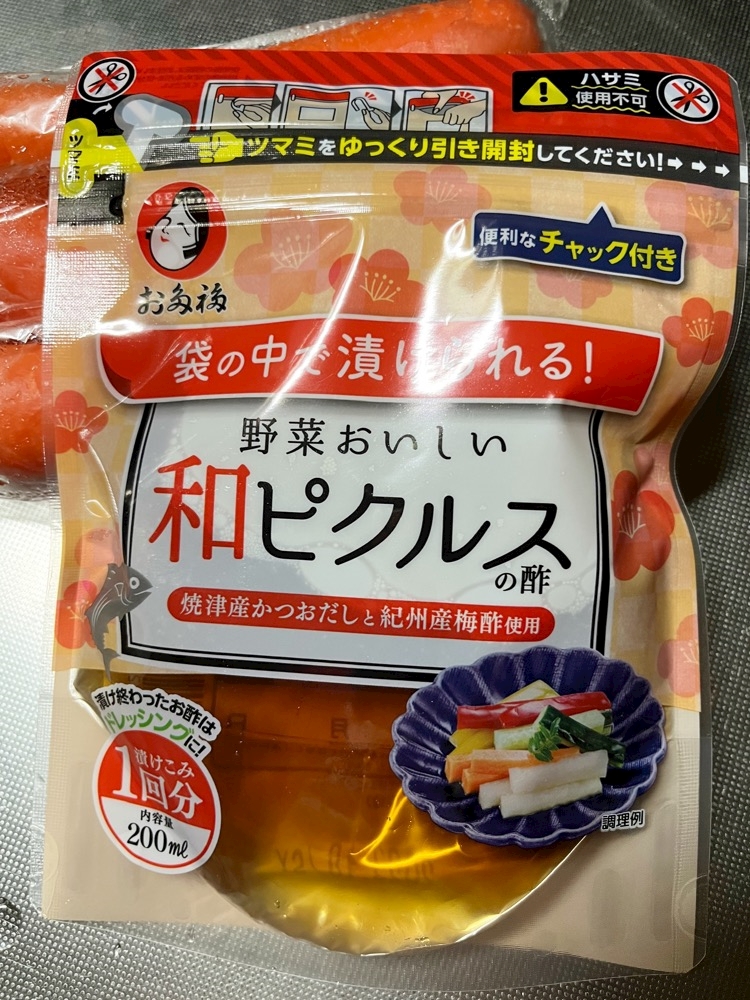 ハサミ
使用不可
ツマミ
ツマミをゆっくり引き開封してください!→→→
便利なチャック付き
お多福
袋の中で漬けられる!
野菜おいしい
和ピクルス
の酢
焼津産かつおだしと紀州産梅酢使用
漬け終わったお酢は
ドレッシングに!
漬けこみ
1回分
内容量
200ml
調理例